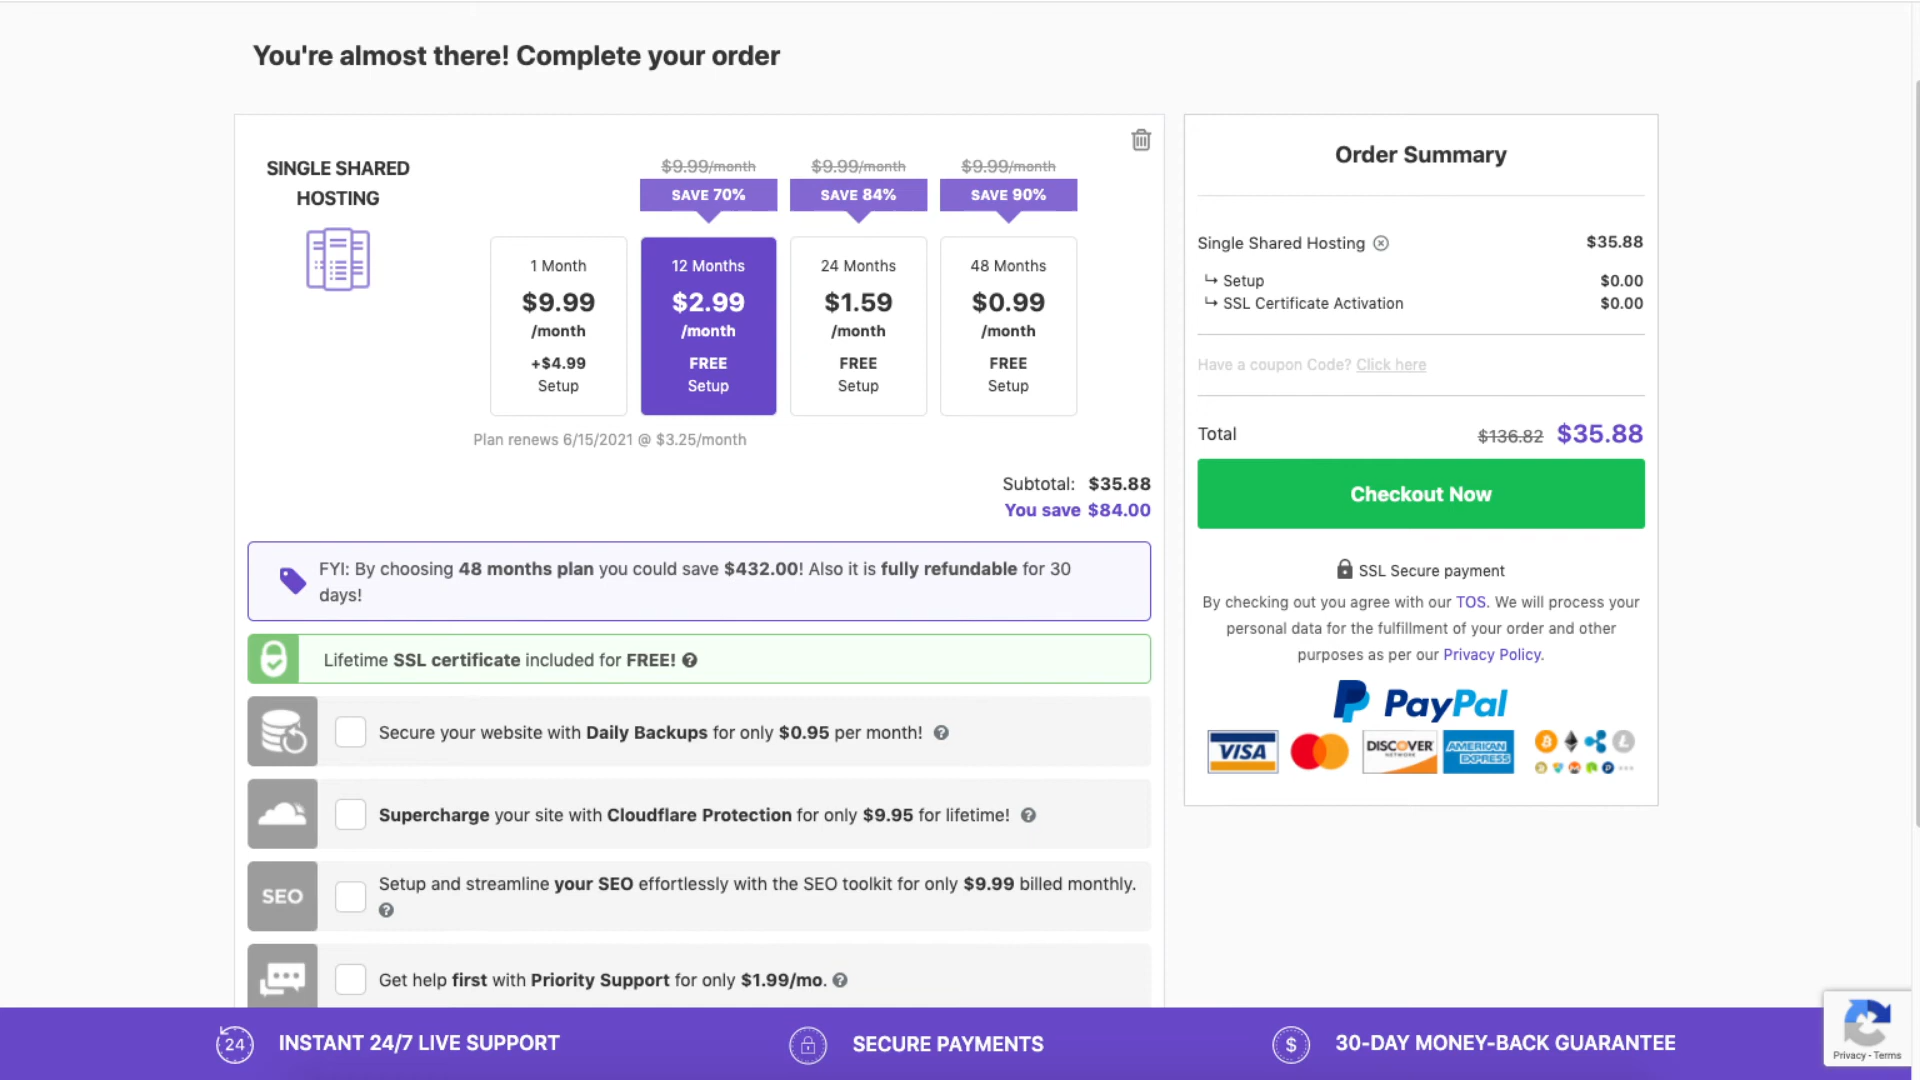 You're almost there! Complete your order
SINGLE SHARED
HOSTING
$9.99/month
SAVE 70%
$9.99/month
SAVE 84%
$9.99/month
SAVE 90%
1 Month
$9.99
/month
+$4.99
Setup
12 Months
$2.99
/month
FREE
Setup
24 Months
$1.59
/month
FREE
Setup
48 Months
$0.99
/month
FREE
Setup
Plan renews 6/15/2021 @ $3.25/month
Subtotal: $35.88
You save $84.00
FYI: By choosing 48 months plan you could save $432.00! Also it is fully refundable for 30
days!
Lifetime SSL certificate included for FREE!
Secure your website with Daily Backups for only $0.95 per month!
Supercharge your site with Cloudflare Protection for only $9.95 for lifetime!
SEO
Setup and streamline your SEO effortlessly with the SEO toolkit for only $9.99 billed monthly.
Get help first with Priority Support for only $1.99/mo.
Order Summary
Single Shared Hosting $35.88
Setup $0.00
SSL Certificate Activation $0.00
Have a coupon Code? Click here
Total $136.82 $35.88
Checkout Now
SSL Secure payment
By checking out you agree with our TOS. We will process your
personal data for the fulfillment of your order and other
purposes as per our Privacy Policy.
PayPal
VISA
DISCOVER
NETWORK
AMERICAN
EXPRESS
24
INSTANT 24/7 LIVE SUPPORT
SECURE PAYMENTS
$
30-DAY MONEY-BACK GUARANTEE
Privacy - Terms